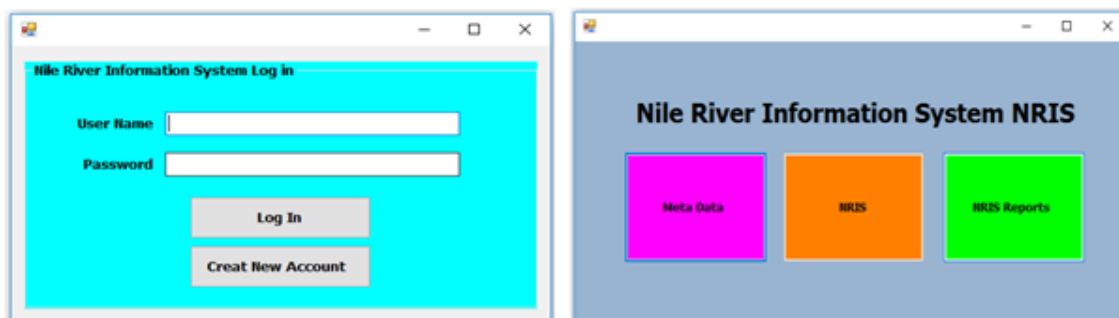 Nile River Information System Log in
User Name
Password
Log In
Creat New Account
Nile River Information System NRIS
Meta Data
NRIS
NRIS Reports